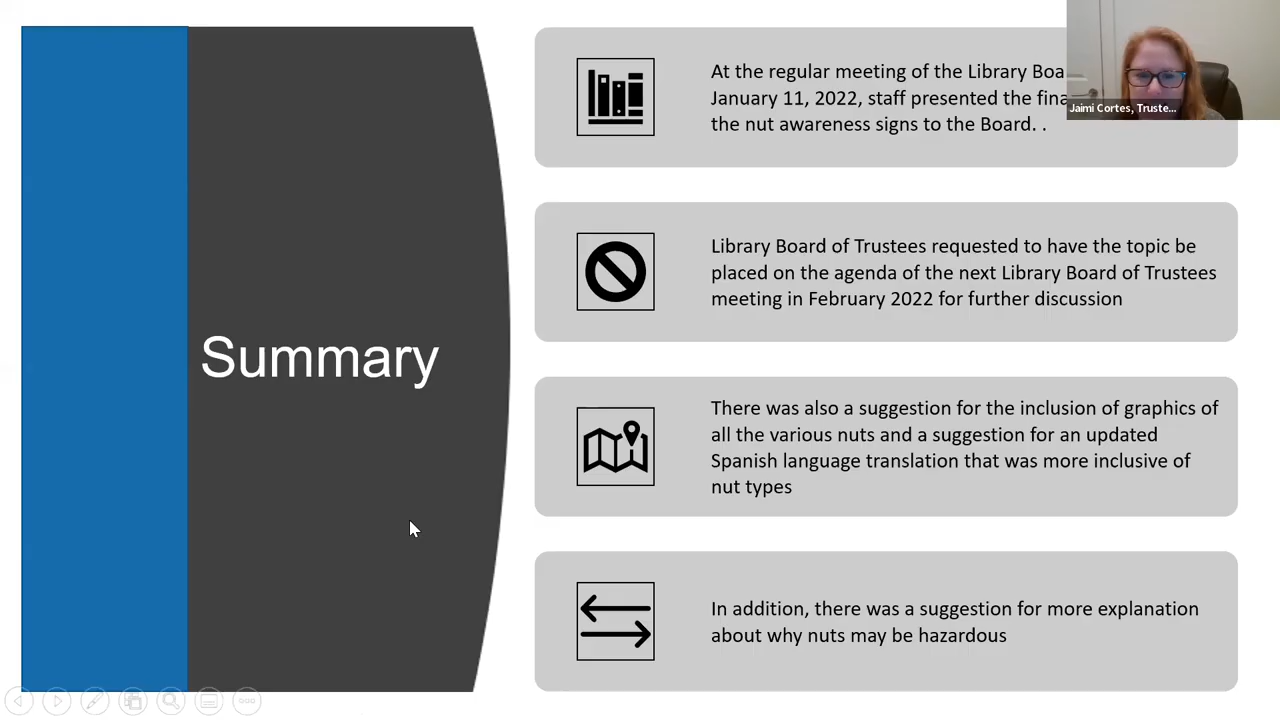 Summary
At the regular meeting of the Library
January 11, 2022, staff presented the
the nut awareness signs to the Board. .
Library Board of Trustees requested to have the topic be
placed on the agenda of the next Library Board of Trustees
meeting in February 2022 for further discussion
There was also a suggestion for the inclusion of graphics of
all the various nuts and a suggestion for an updated
Spanish language translation that was more inclusive of
nut types
In addition, there was a suggestion for more explanation
about why nuts may be hazardous
Jaimi Cortes, Truste...